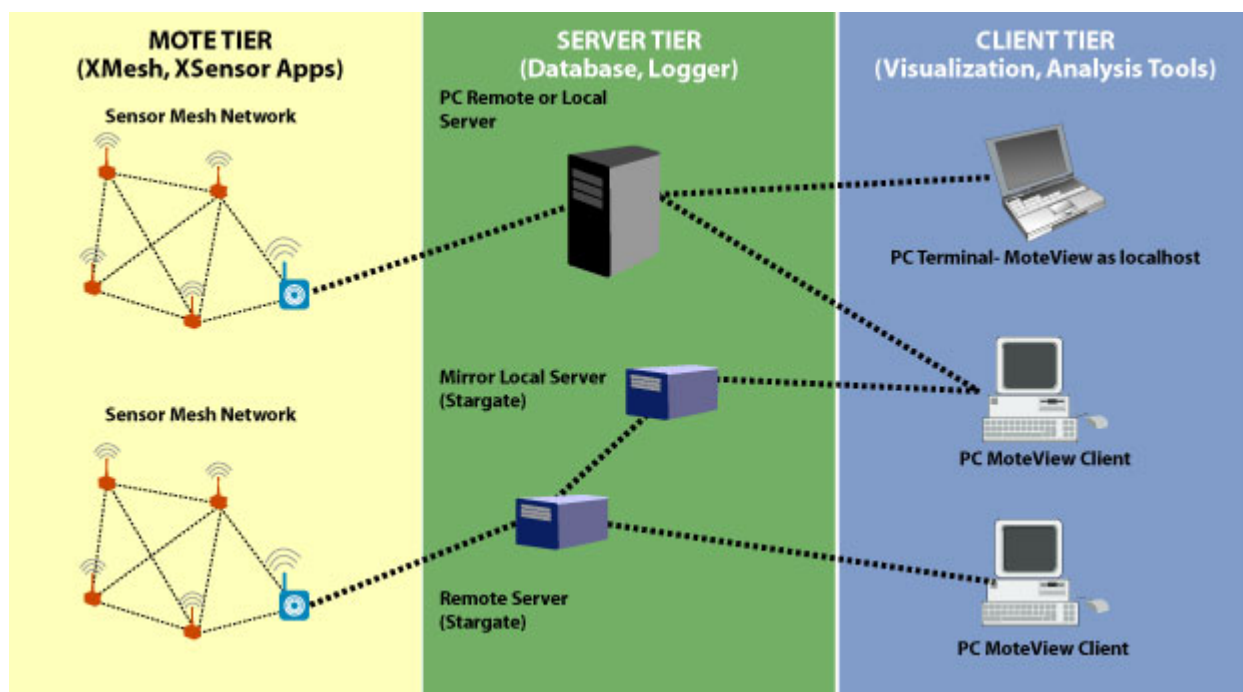 MOTE TIER
(XMesh, XSensor Apps)
Sensor Mesh Network
Sensor Mesh Network
SERVER TIER
(Database, Logger)
PC Remote or Local
Server
Mirror Local Server
(Stargate)
Remote Server
(Stargate)
CLIENT TIER
(Visualization, Analysis Tools)
PC Terminal- MoteView as localhost
PC MoteView Client
PC MoteView Client